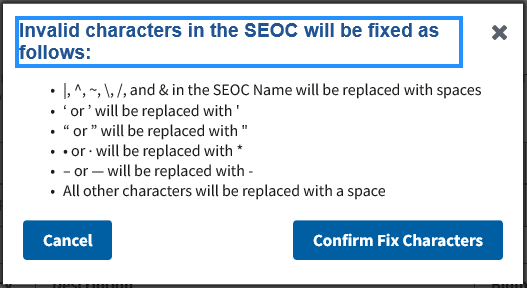 Invalid characters in the SEOC will be fixed as
follows:
• |, ^, ~, \, /, and & in the SEOC Name will be replaced with spaces
• ‘ or ’ will be replaced with '
• “ or ” will be replaced with "
• • or · will be replaced with *
• – or — will be replaced with -
• All other characters will be replaced with a space
Cancel
Confirm Fix Characters